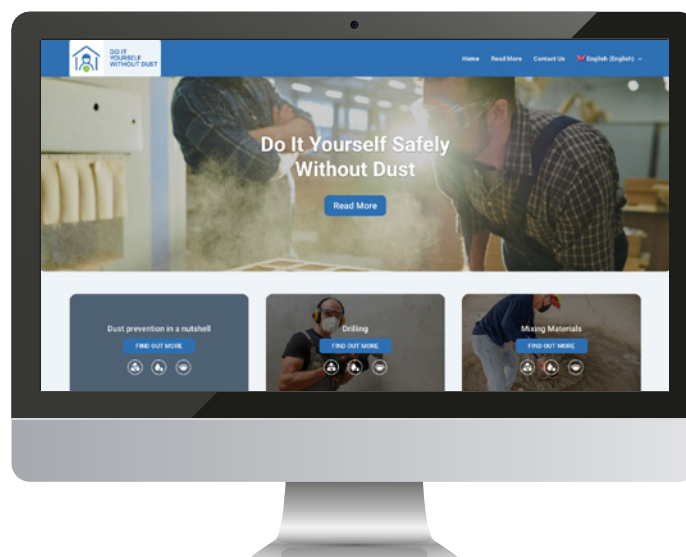 DO IT
YOURSELF
WITHOUT DUST
Home Read More Contact Us English (English)
Do It Yourself Safely
Without Dust
Read More
Dust prevention in a nutshell
FIND OUT MORE
Drilling
FIND OUT MORE
Mixing Materials
FIND OUT MORE